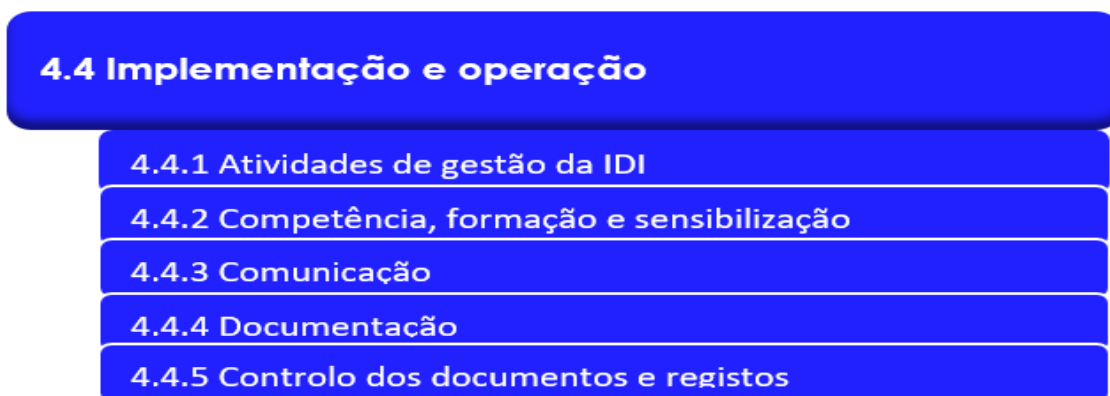 4.4 Implementação e operação
4.4.1 Atividades de gestão da IDI
4.4.2 Competência, formação e sensibilização
4.4.3 Comunicação
4.4.4 Documentação
4.4.5 Controlo dos documentos e registos